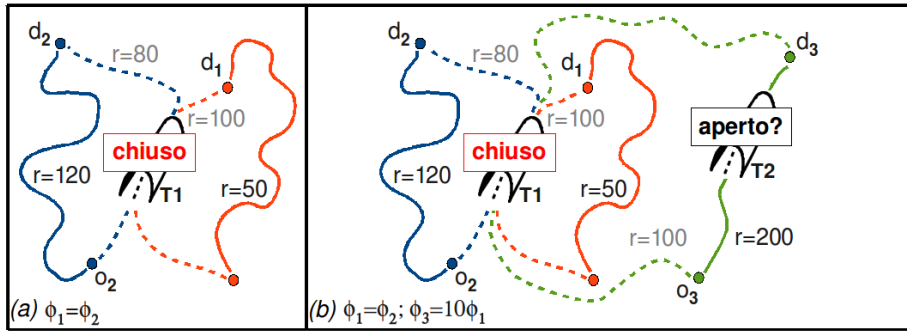 d₂
r=80
d₁
r=100
chiuso
r=120
T1
r=50
o₂
(a) ϕ₁=ϕ₂
d₂
r=80
d₁
d₃
r=100
chiuso
aperto?
r=120
T1
T2
r=50
r=100
r=200
o₂
o₃
(b) ϕ₁=ϕ₂; ϕ₃=10ϕ₁